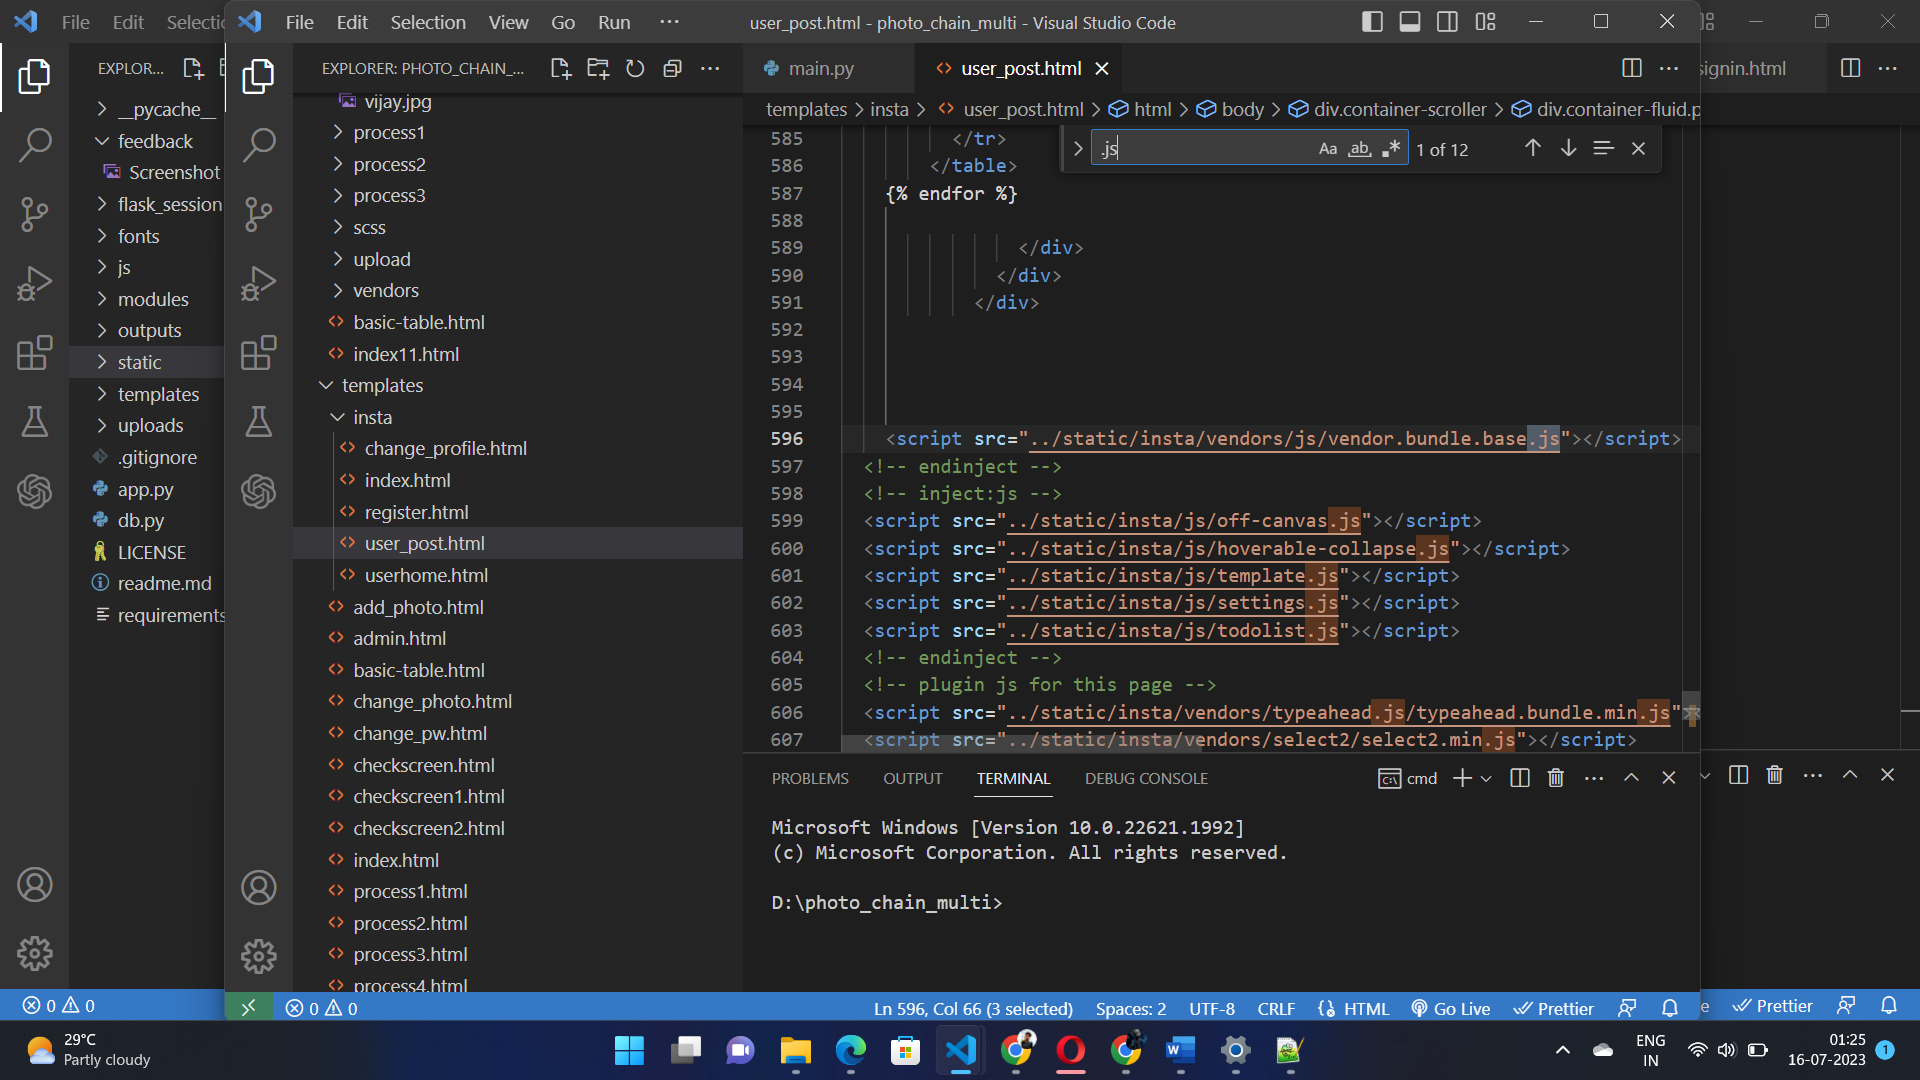 File Edit Selectio
EXPLOR...
__pycache__
feedback
Screenshot
flask_session
fonts
js
modules
outputs
static
templates
uploads
.gitignore
app.py
db.py
LICENSE
readme.md
requirements
0 0
File Edit Selection View Go Run ...
user_post.html - photo_chain_multi - Visual Studio Code
EXPLORER: PHOTO_CHAIN_...
vijay.jpg
process1
process2
process3
scss
upload
vendors
basic-table.html
index11.html
templates
insta
change_profile.html
index.html
register.html
user_post.html
userhome.html
add_photo.html
admin.html
basic-table.html
change_photo.html
change_pw.html
checkscreen.html
checkscreen1.html
checkscreen2.html
index.html
process1.html
process2.html
process3.html
process4.html
main.py
user_post.html
signin.html
templates > insta > user_post.html > html > body > div.container-scroller > div.container-fluid.p
.js
Aa ab 1 of 12
585 </tr>
586 </table>
587 {% endfor %}
588
589 </div>
590 </div>
591 </div>
592
593
594
595
596 <script src="../static/insta/vendors/js/vendor.bundle.base.js"></script>
597 <!-- endinject -->
598 <!-- inject:js -->
599 <script src="../static/insta/js/off-canvas.js"></script>
600 <script src="../static/insta/js/hoverable-collapse.js"></script>
601 <script src="../static/insta/js/template.js"></script>
602 <script src="../static/insta/js/settings.js"></script>
603 <script src="../static/insta/js/todolist.js"></script>
604 <!-- endinject -->
605 <!-- plugin js for this page -->
606 <script src="../static/insta/vendors/typeahead.js/typeahead.bundle.min.js"
607 <script src="../static/insta/vendors/select2/select2.min.js"></script>
PROBLEMS OUTPUT TERMINAL DEBUG CONSOLE
cmd
Microsoft Windows [Version 10.0.22621.1992]
(c) Microsoft Corporation. All rights reserved.
D:\photo_chain_multi>
0 0
Ln 596, Col 66 (3 selected) Spaces: 2 UTF-8 CRLF HTML Go Live Prettier
e Prettier
29°C
Partly cloudy
ENG
IN
01:25
16-07-2023
1